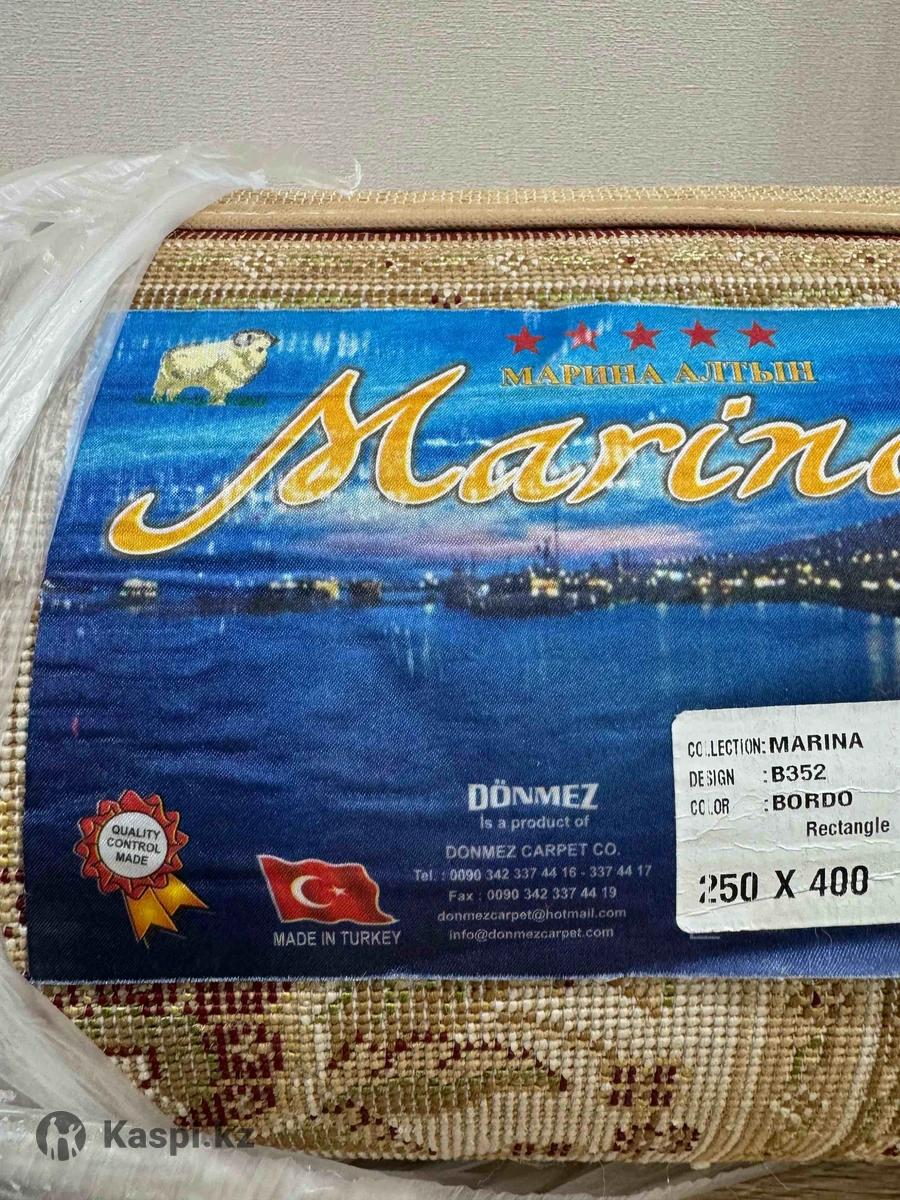 МАРИНА АЛТЫН
Marina
COLLECTION: MARINA
DESIGN : B352
COLOR : BORDO
Rectangle
250 X 400
QUALITY
CONTROL
MADE
MADE IN TURKEY
DÖNMEZ
Is a product of
DONMEZ CARPET CO.
Tel. : 0090 342 337 44 16 - 337 44 17
Fax : 0090 342 337 44 19
donmezcarpet@hotmail.com
info@donmezcarpet.com
Kaspi.kz